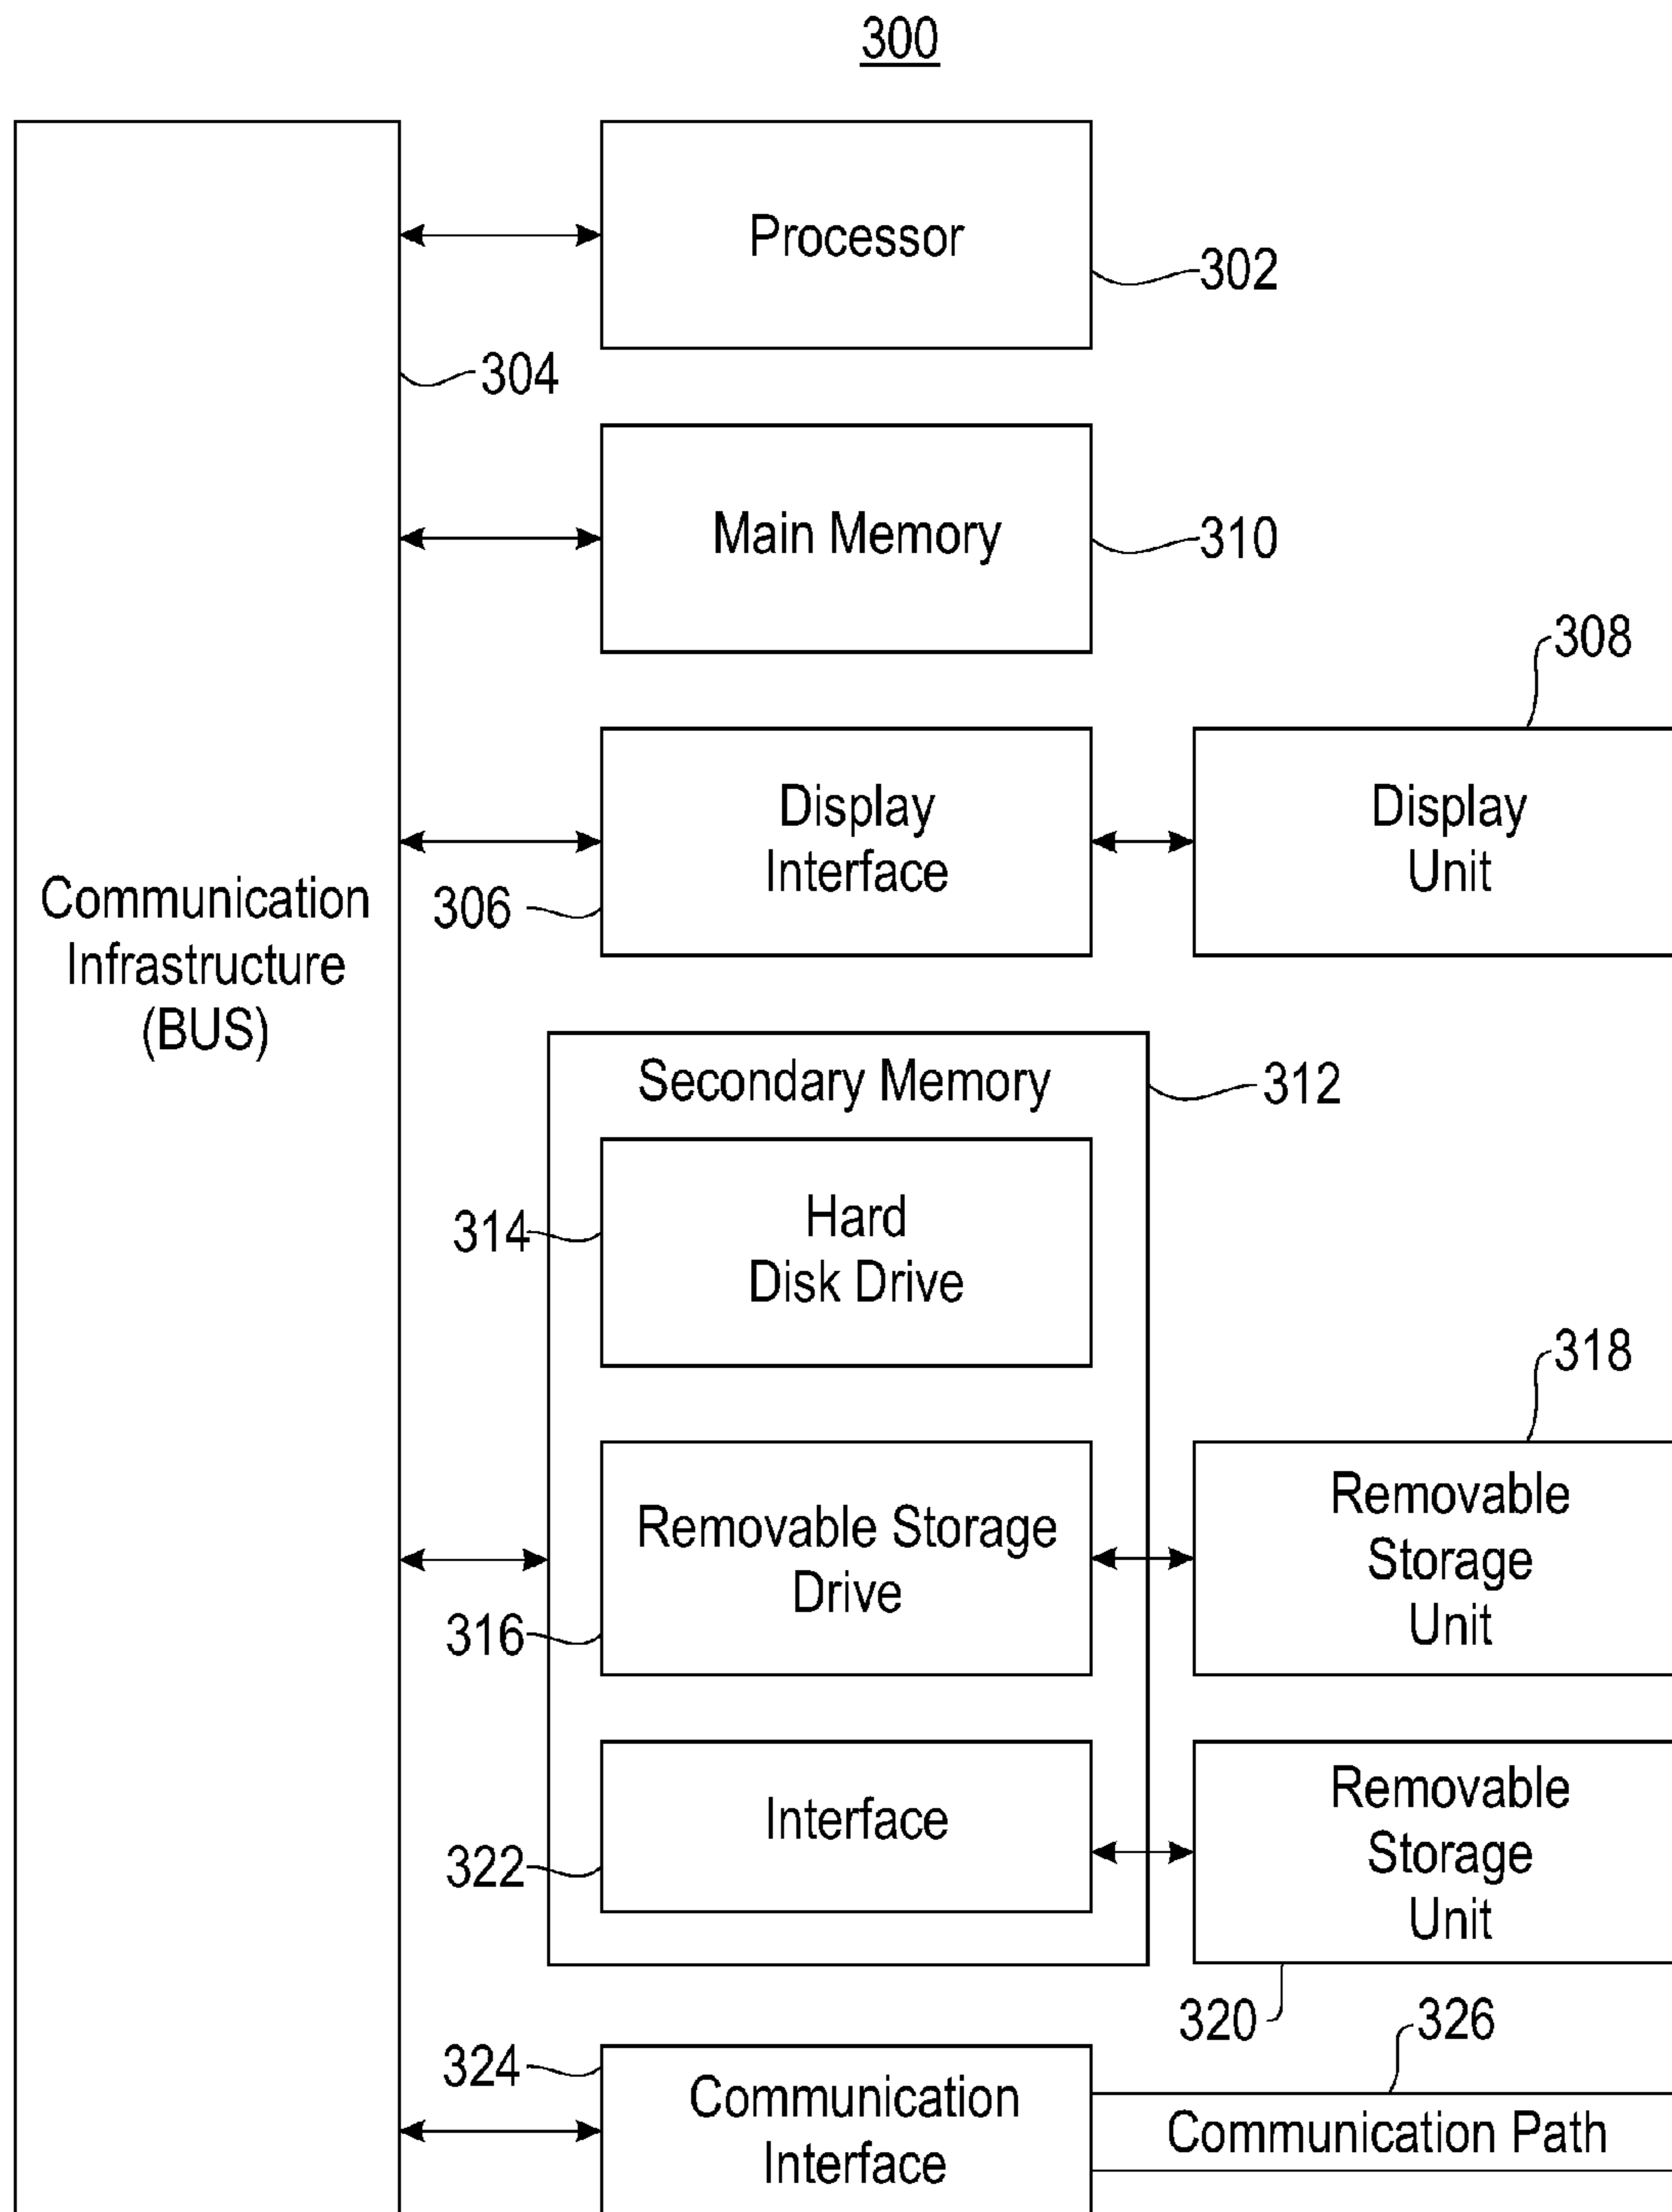 300
Processor
302
304
Main Memory
310
308
Display
Interface
306
Display
Unit
Communication
Infrastructure
(BUS)
Secondary Memory
312
314
Hard
Disk Drive
318
Removable Storage
Drive
316
Removable
Storage
Unit
Interface
322
Removable
Storage
Unit
320
326
324
Communication
Interface
Communication Path